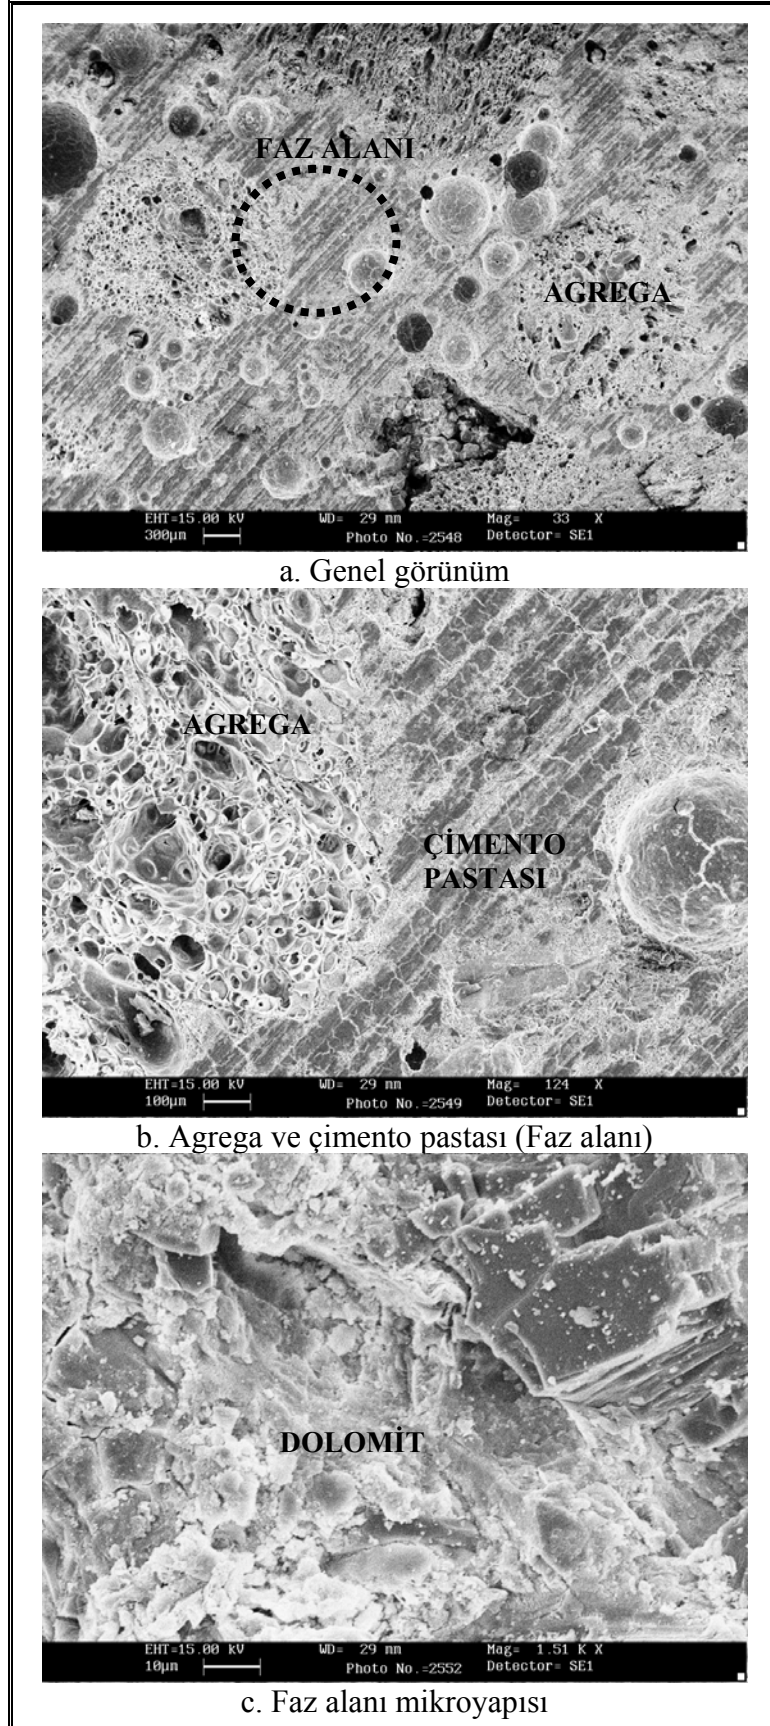 FAZ ALANI
AGREGA
EHT=15.00 kV WD= 29 mm Mag= 33 X
300µm Photo No.=2548 Detector= SE1
a. Genel görünüm
AGREGA
ÇİMENTO
PASTASI
EHT=15.00 kV WD= 29 mm Mag= 124 X
100µm Photo No.=2549 Detector= SE1
b. Agrega ve çimento pastası (Faz alanı)
DOLOMİT
EHT=15.00 kV WD= 29 mm Mag= 1.51 K X
10µm Photo No.=2552 Detector= SE1
c. Faz alanı mikroyapısı